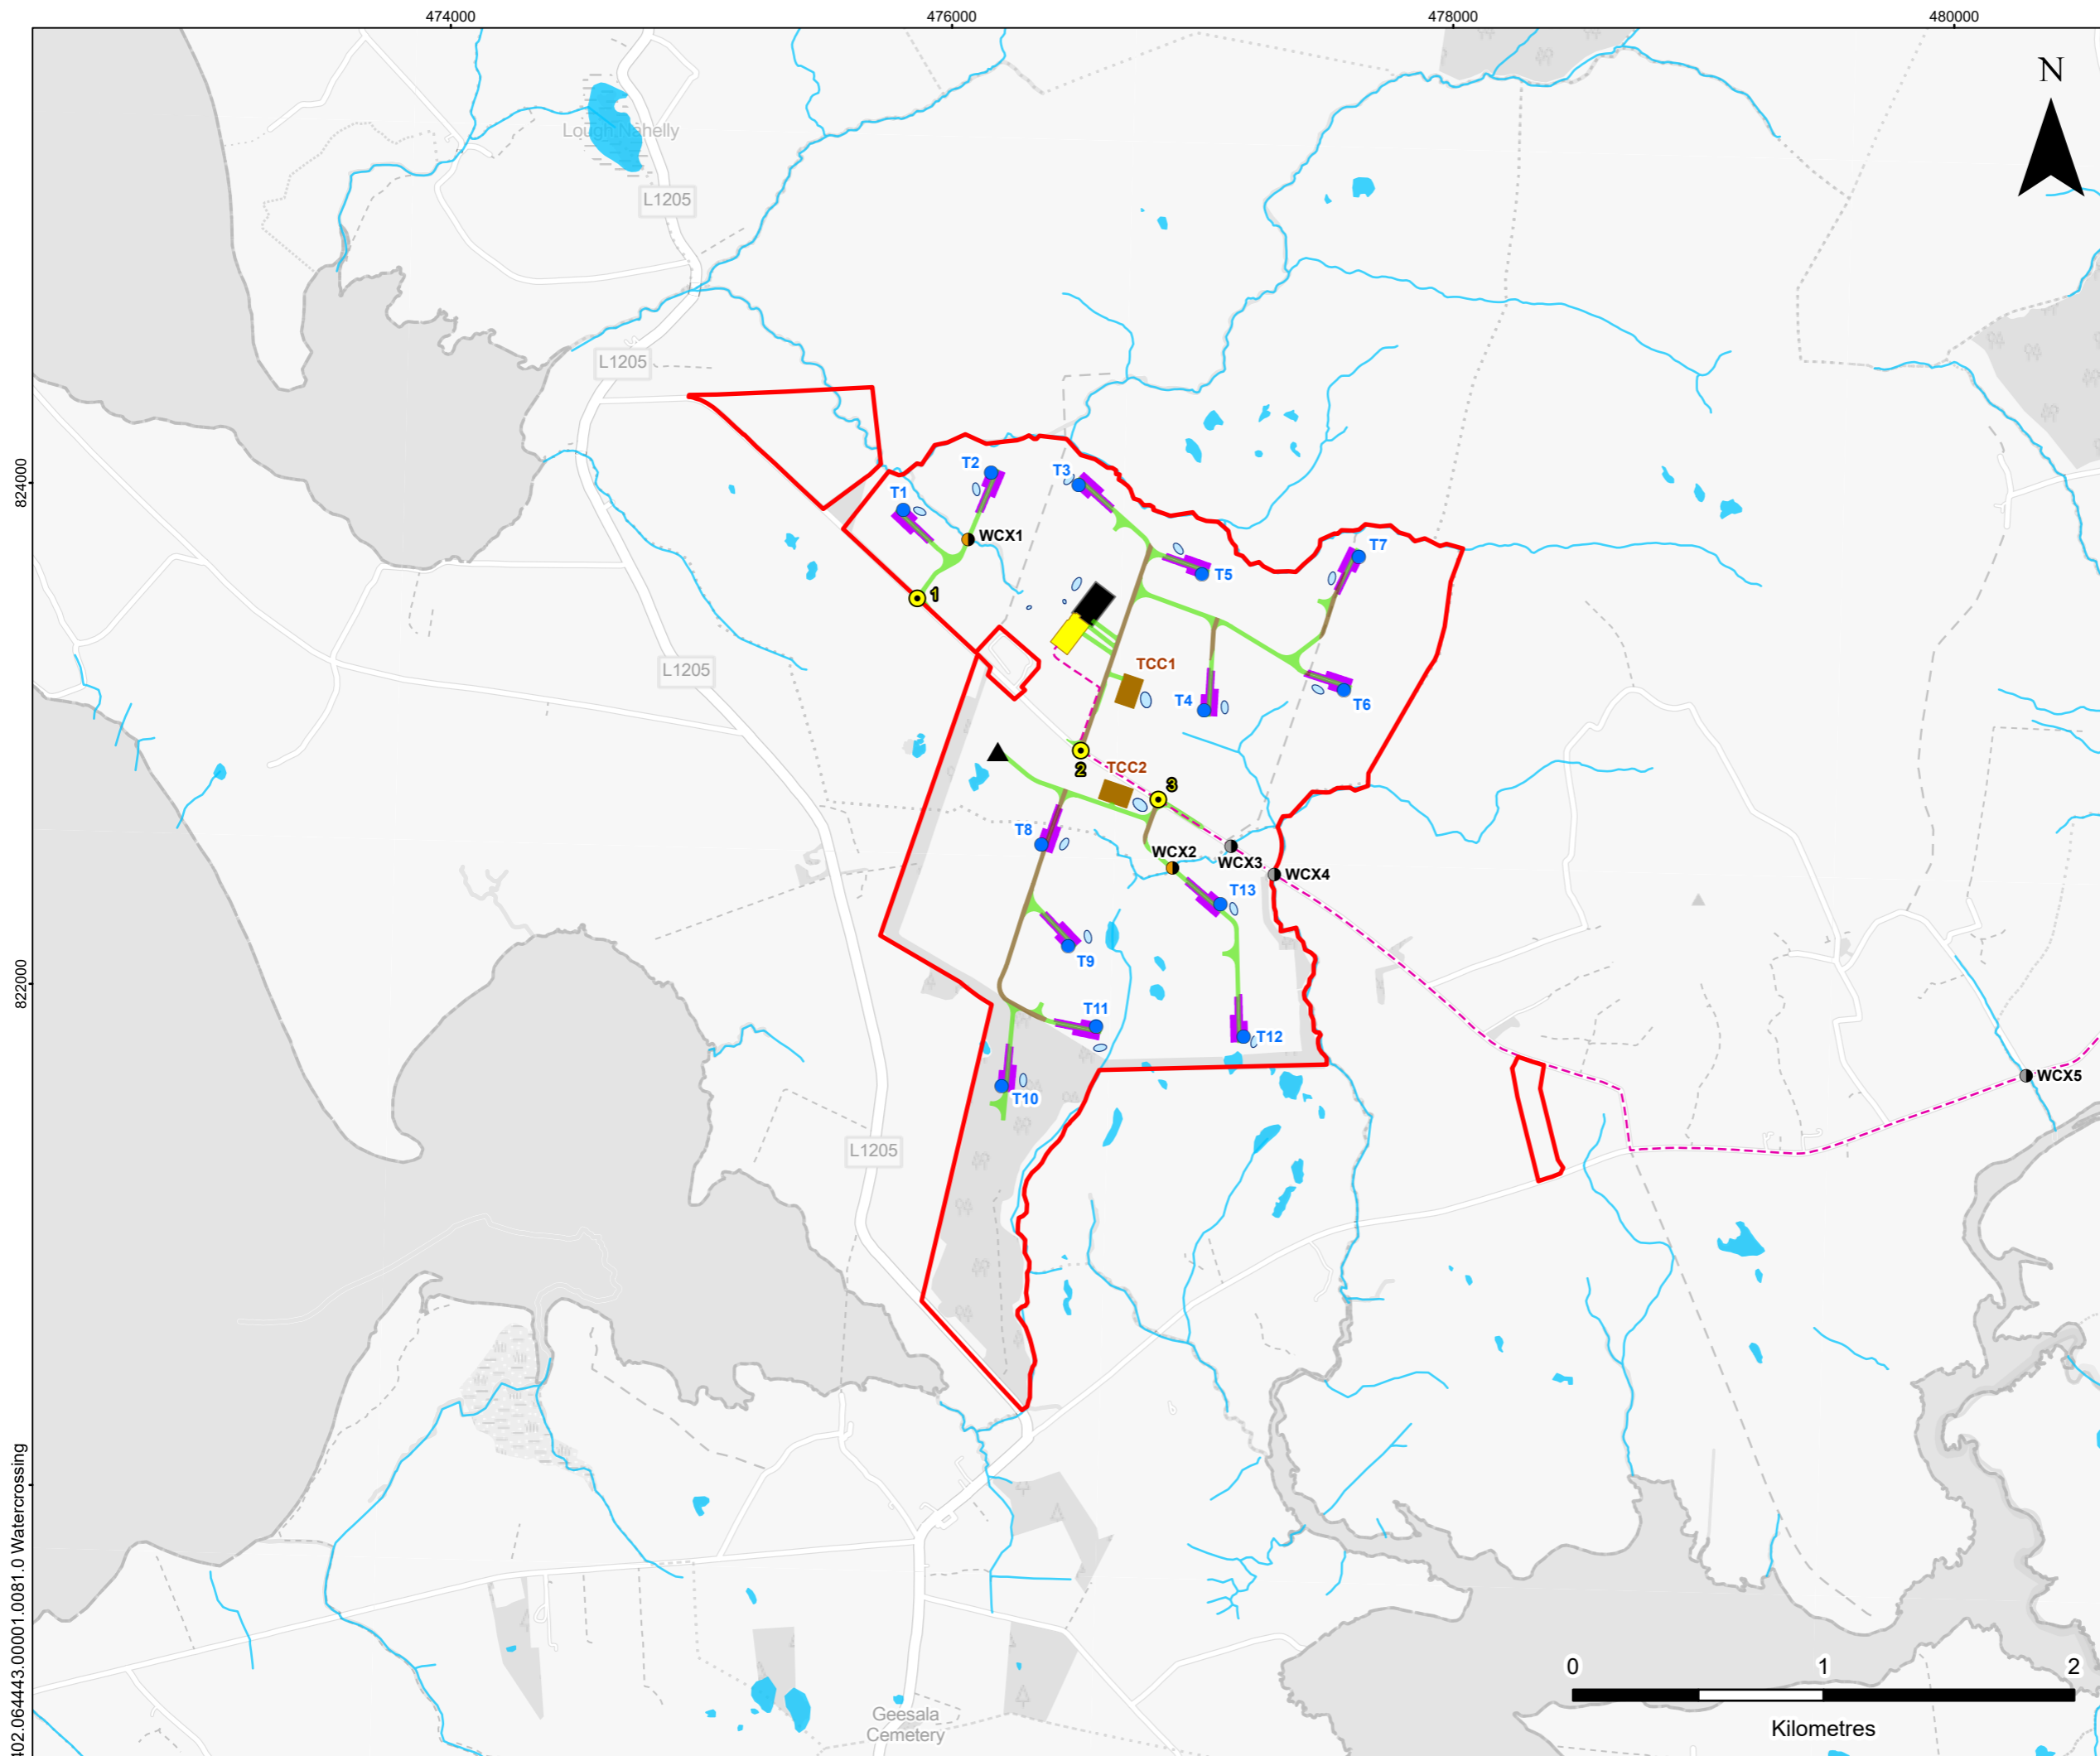 474000
476000
478000
480000
N
Lough Nahelly
L1205
L1205
824000
T2
T3
T1
WCX1
T7
T5
1
TCC1
L1205
T4
T6
2
TCC2
3
T8
WCX2
WCX3
WCX4
T13
T9
822000
T11
T12
WCX5
T10
L1205
402.064443.00001.0081.0 Watercrossing
0 1 2
Kilometres
Geesala
Cemetery